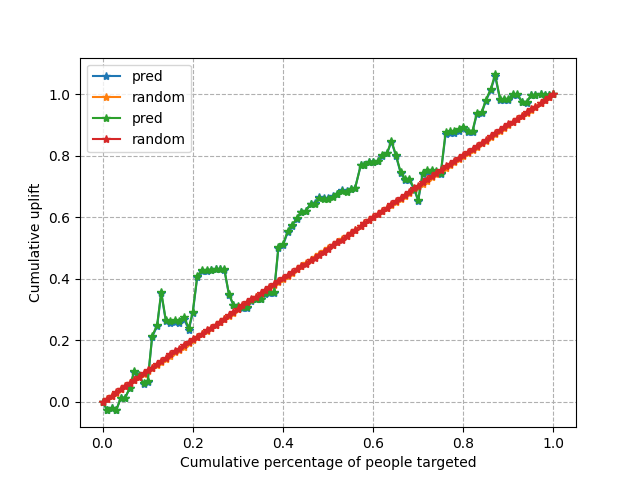 pred
random
pred
random
1.0
0.8
0.6
0.4
0.2
0.0
Cumulative uplift
0.0 0.2 0.4 0.6 0.8 1.0
Cumulative percentage of people targeted